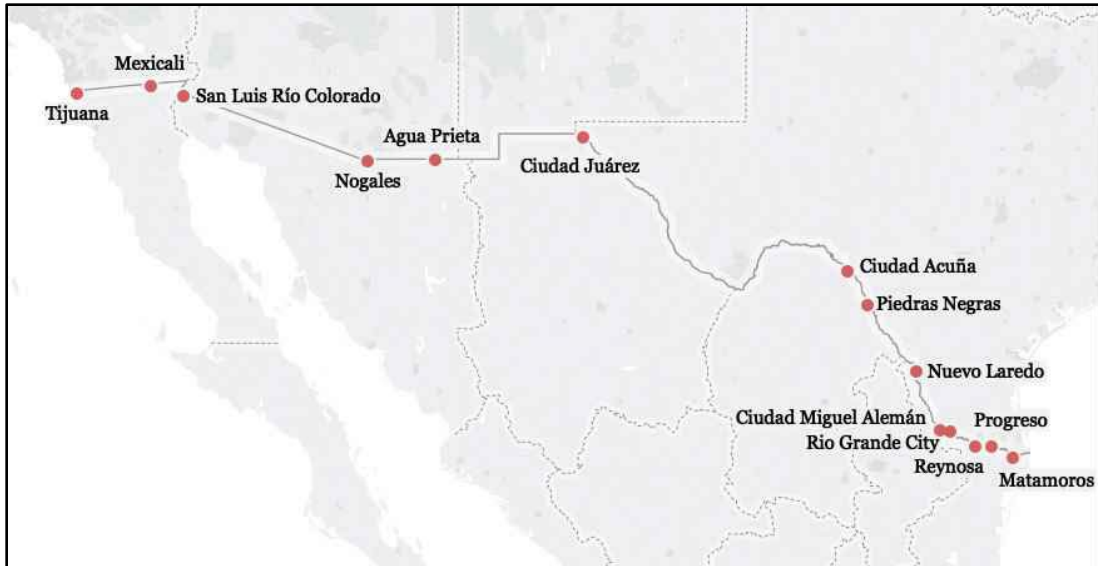 Mexicali
San Luis Río Colorado
Tijuana
Agua Prieta
Nogales
Ciudad Juárez
Ciudad Acuña
Piedras Negras
Nuevo Laredo
Ciudad Miguel Alemán
Progreso
Rio Grande City
Reynosa
Matamoros